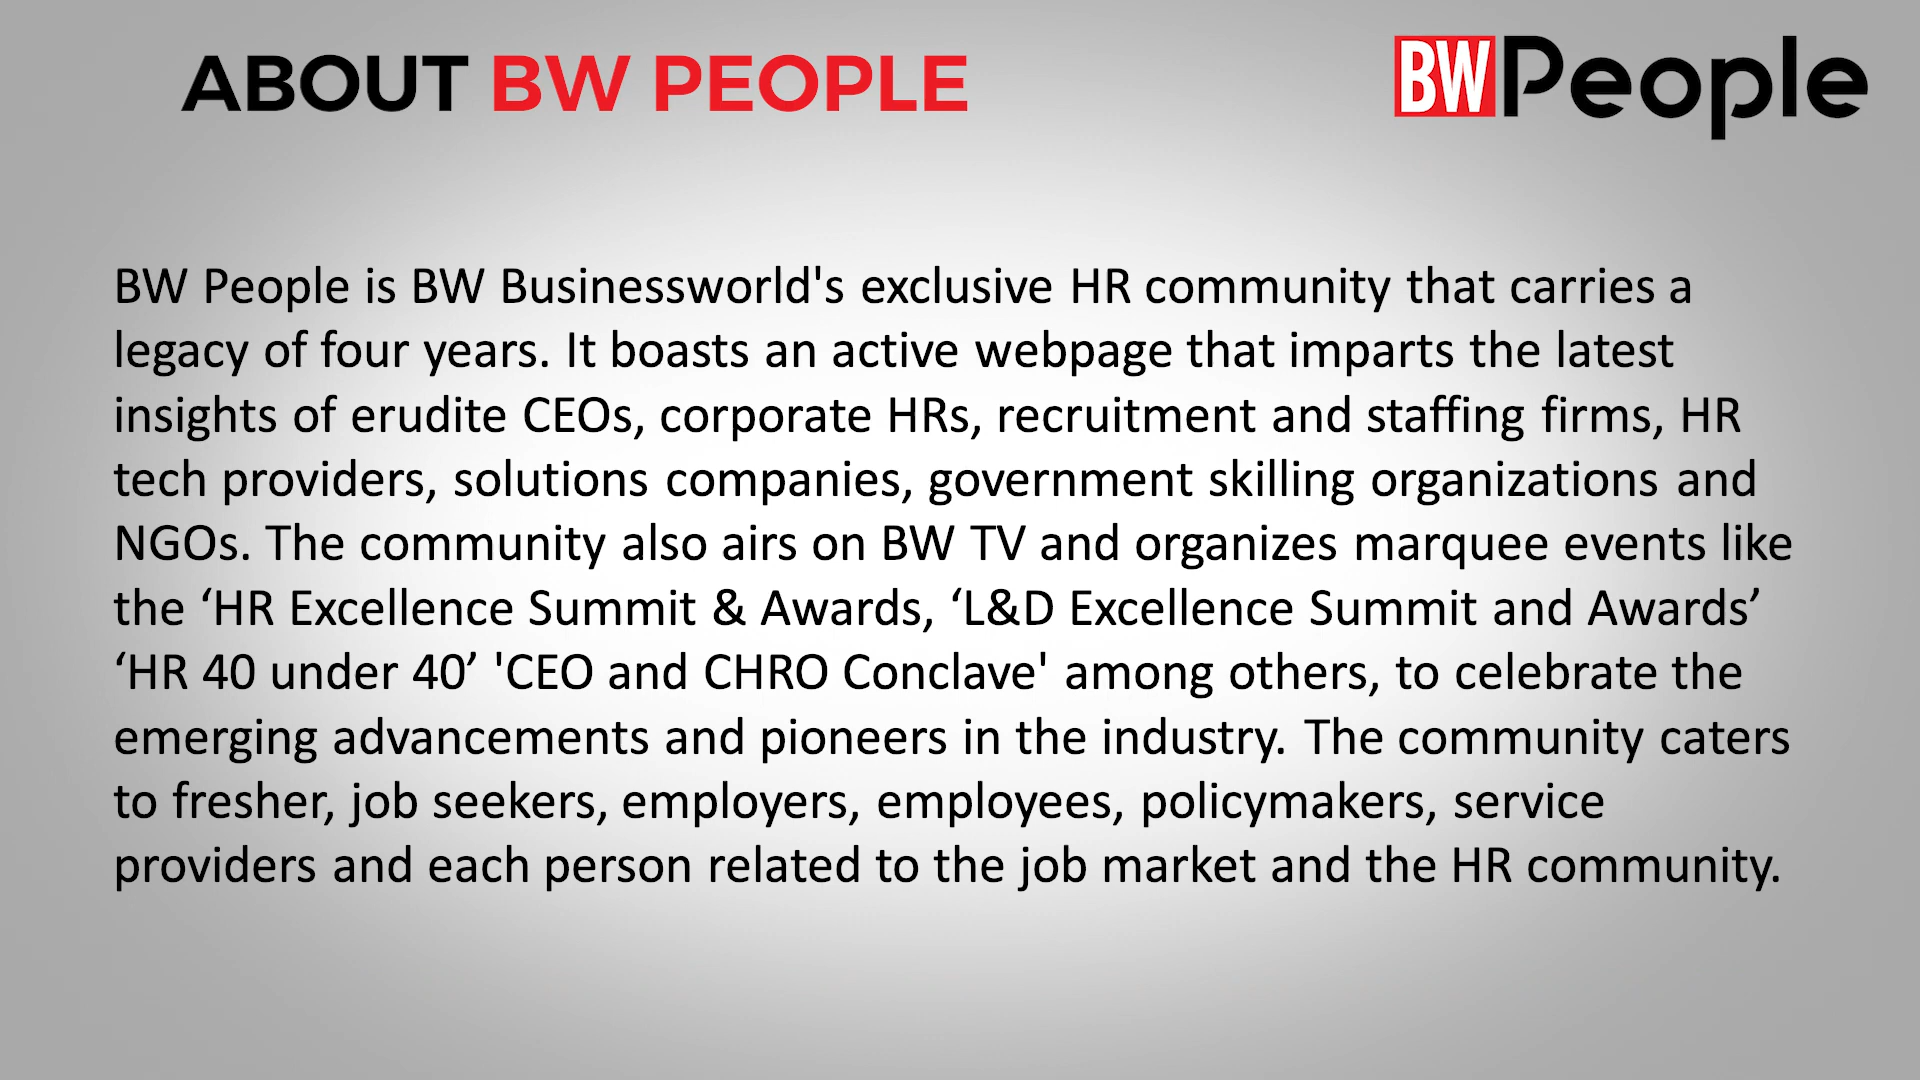 ABOUT BW PEOPLE
BW People
BW People is BW Businessworld's exclusive HR community that carries a
legacy of four years. It boasts an active webpage that imparts the latest
insights of erudite CEOs, corporate HRs, recruitment and staffing firms, HR
tech providers, solutions companies, government skilling organizations and
NGOs. The community also airs on BW TV and organizes marquee events like
the ‘HR Excellence Summit & Awards, ‘L&D Excellence Summit and Awards’
‘HR 40 under 40’ 'CEO and CHRO Conclave' among others, to celebrate the
emerging advancements and pioneers in the industry. The community caters
to fresher, job seekers, employers, employees, policymakers, service
providers and each person related to the job market and the HR community.